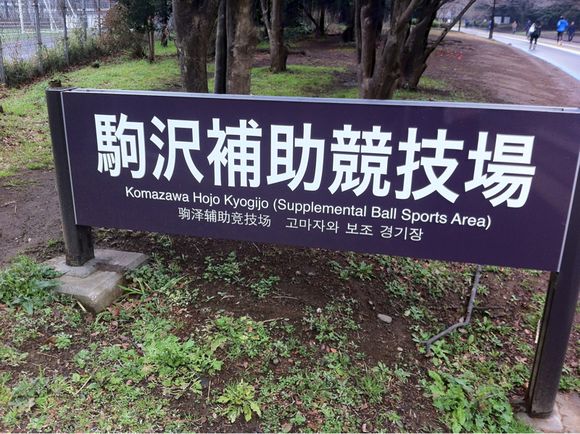 駒沢補助競技場
Komazawa Hojo Kyogijo (Supplemental Ball Sports Area)
驹泽辅助竞技场 고마자와 보조 경기장